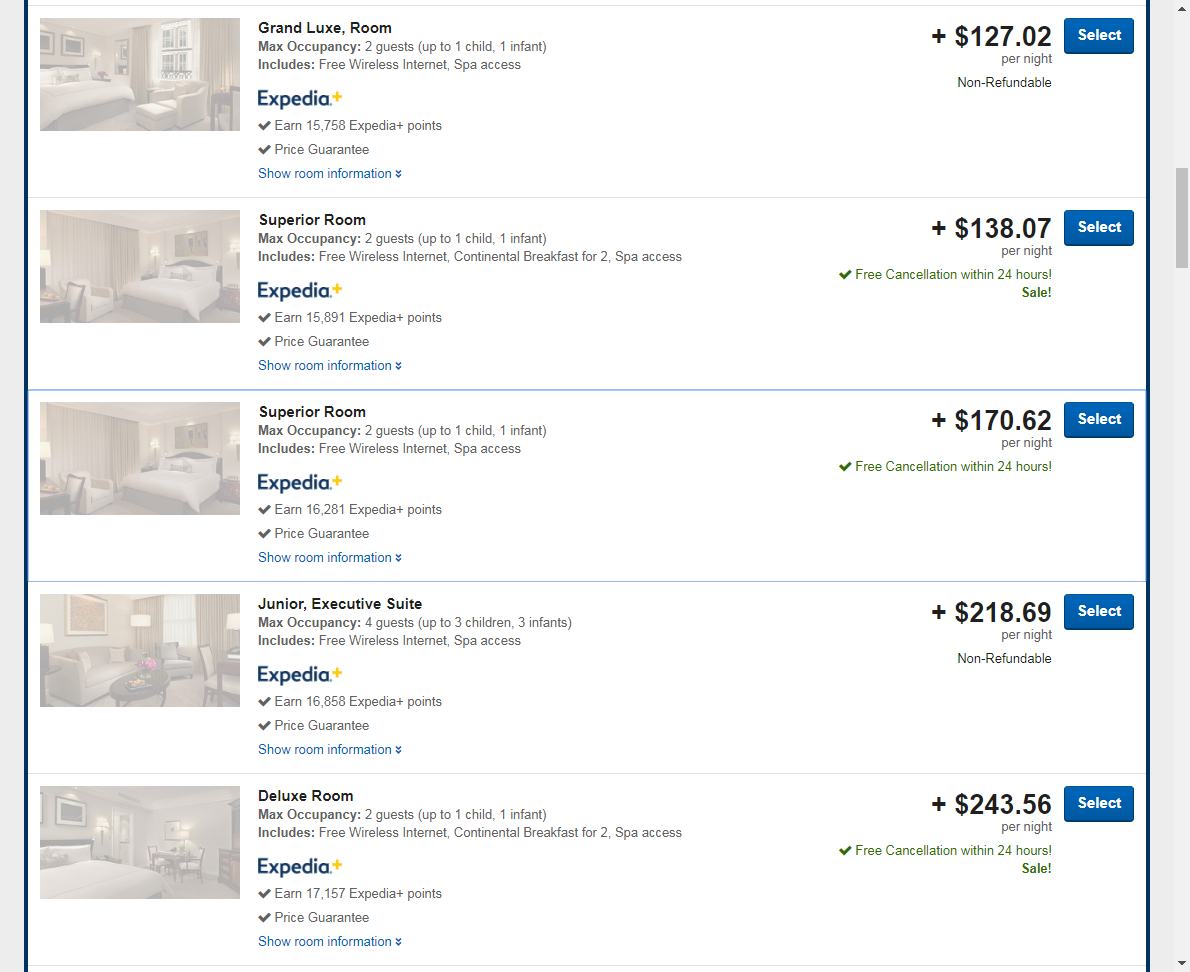 Grand Luxe, Room
Max Occupancy: 2 guests (up to 1 child, 1 infant)
Includes: Free Wireless Internet, Spa access
Expedia.+
Earn 15,758 Expedia+ points
Price Guarantee
Show room information
+ $127.02
per night
Non-Refundable
Select
Superior Room
Max Occupancy: 2 guests (up to 1 child, 1 infant)
Includes: Free Wireless Internet, Continental Breakfast for 2, Spa access
Expedia.+
Earn 15,891 Expedia+ points
Price Guarantee
Show room information
+ $138.07
per night
Free Cancellation within 24 hours!
Sale!
Select
Superior Room
Max Occupancy: 2 guests (up to 1 child, 1 infant)
Includes: Free Wireless Internet, Spa access
Expedia.+
Earn 16,281 Expedia+ points
Price Guarantee
Show room information
+ $170.62
per night
Free Cancellation within 24 hours!
Select
Junior, Executive Suite
Max Occupancy: 4 guests (up to 3 children, 3 infants)
Includes: Free Wireless Internet, Spa access
Expedia.+
Earn 16,858 Expedia+ points
Price Guarantee
Show room information
+ $218.69
per night
Non-Refundable
Select
Deluxe Room
Max Occupancy: 2 guests (up to 1 child, 1 infant)
Includes: Free Wireless Internet, Continental Breakfast for 2, Spa access
Expedia.+
Earn 17,157 Expedia+ points
Price Guarantee
Show room information
+ $243.56
per night
Free Cancellation within 24 hours!
Sale!
Select